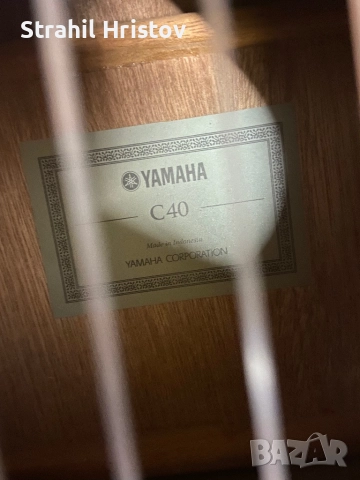 Strahil Hristov
YAMAHA
C40
Made in Indonesia
YAMAHA CORPORATION
BAZAR